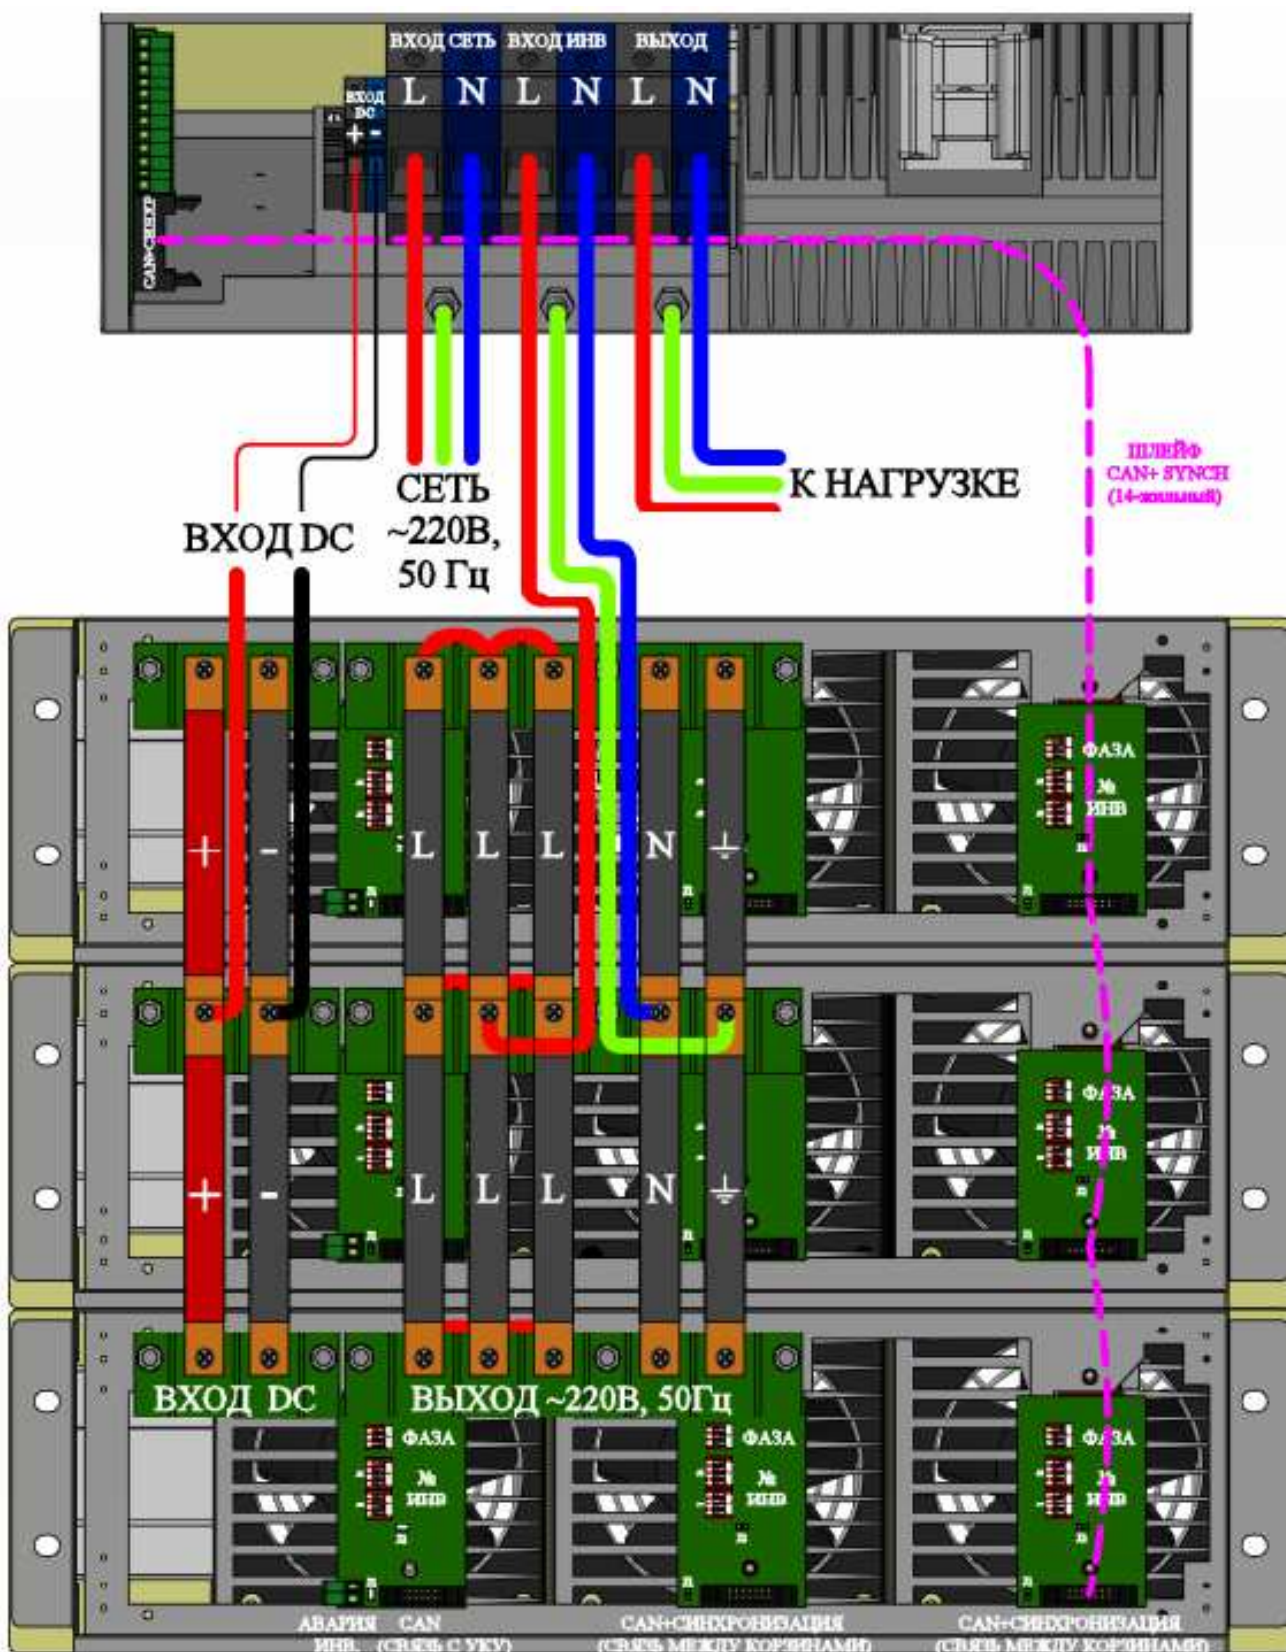 ВХОД СЕТЬ ВХОД ИНВ ВЫХОД
L N L N L N
ВХОД
DC
+ -
CAN+СИНХР
СЕТЬ
~220В,
50 Гц
ВХОД DC
К НАГРУЗКЕ
ШЛЕЙФ
CAN+ SYNCH
(14-жильный)
ФАЗА
№
ИНВ
+ - L L L N
ФАЗА
№
ИНВ
+ - L L L N
ВХОД DC ВЫХОД ~220В, 50Гц
ФАЗА ФАЗА ФАЗА
№ № №
ИНВ ИНВ ИНВ
АВАРИЯ CAN CAN+СИНХРОНИЗАЦИЯ CAN+СИНХРОНИЗАЦИЯ
ИНВ. (СВЯЗЬ С УКУ) (СВЯЗЬ МЕЖДУ КОРЗИНАМИ) (СВЯЗЬ МЕЖДУ КОРЗИНАМИ)